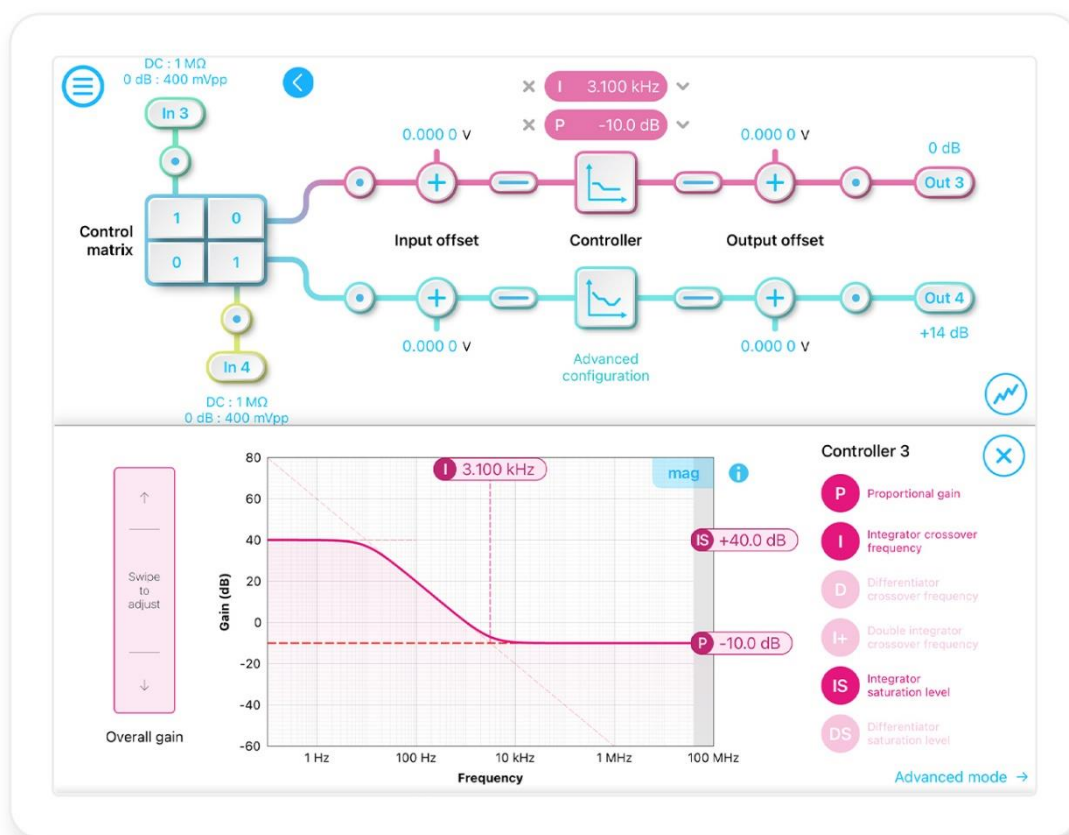 DC : 1 MΩ
0 dB : 400 mVpp
In 3
I 3.100 kHz
P -10.0 dB
0.000 0 V
0.000 0 V
0 dB
Out 3
Control
matrix
1 0
0 1
Input offset
Controller
Output offset
Out 4
+14 dB
0.000 0 V
0.000 0 V
Advanced
configuration
In 4
DC : 1 MΩ
0 dB : 400 mVpp
↑
Swipe
to
adjust
↓
Overall gain
Gain (dB)
80
60
40
20
0
-20
-40
-60
1 Hz
100 Hz
10 kHz
1 MHz
100 MHz
Frequency
I 3.100 kHz
mag
i
IS +40.0 dB
P -10.0 dB
Controller 3
P Proportional gain
I Integrator crossover
frequency
D Differentiator
crossover frequency
I+ Double integrator
crossover frequency
IS Integrator
saturation level
DS Differentiator
saturation level
Advanced mode →